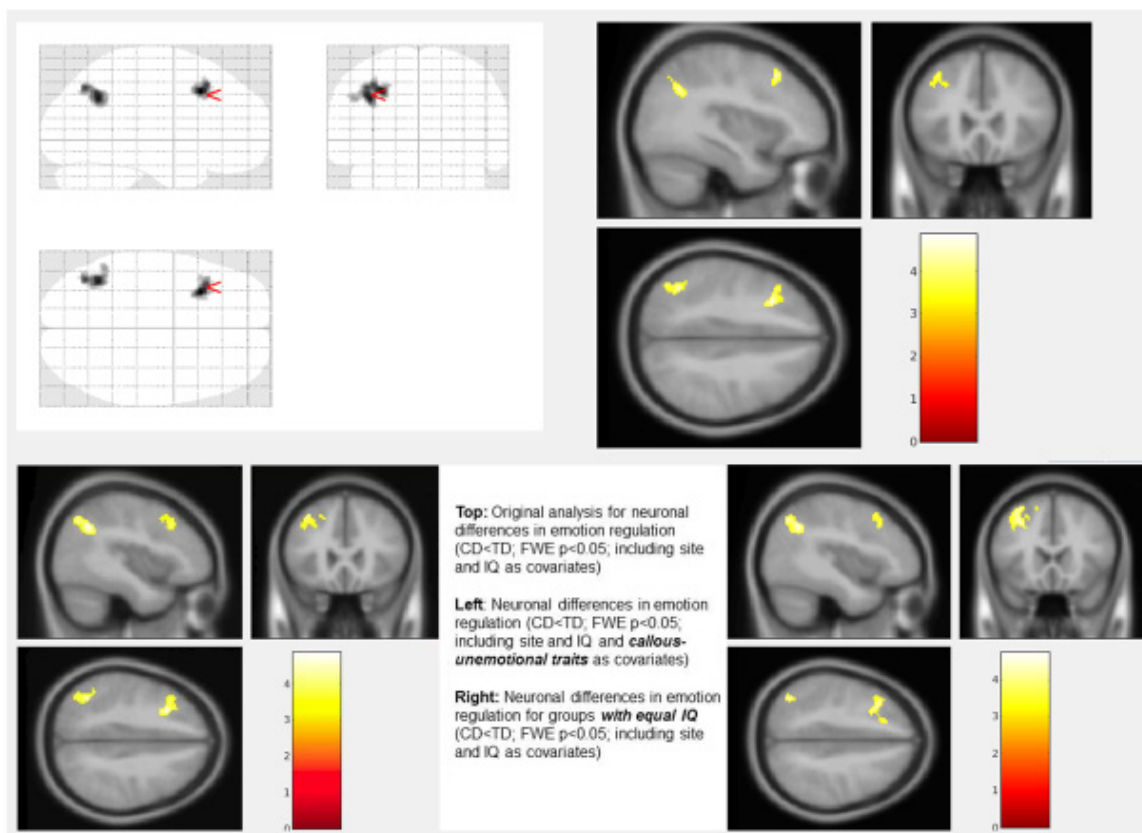 4
3
2
1
0
Top: Original analysis for neuronal
differences in emotion regulation
(CD<TD; FWE p<0.05; including site
and IQ as covariates)
Left: Neuronal differences in emotion
regulation (CD<TD; FWE p<0.05;
including site and IQ and callous-
unemotional traits as covariates)
Right: Neuronal differences in emotion
regulation for groups with equal IQ
(CD<TD; FWE p<0.05; including site
and IQ as covariates)
4
3
2
1
0
4
3
2
1
0